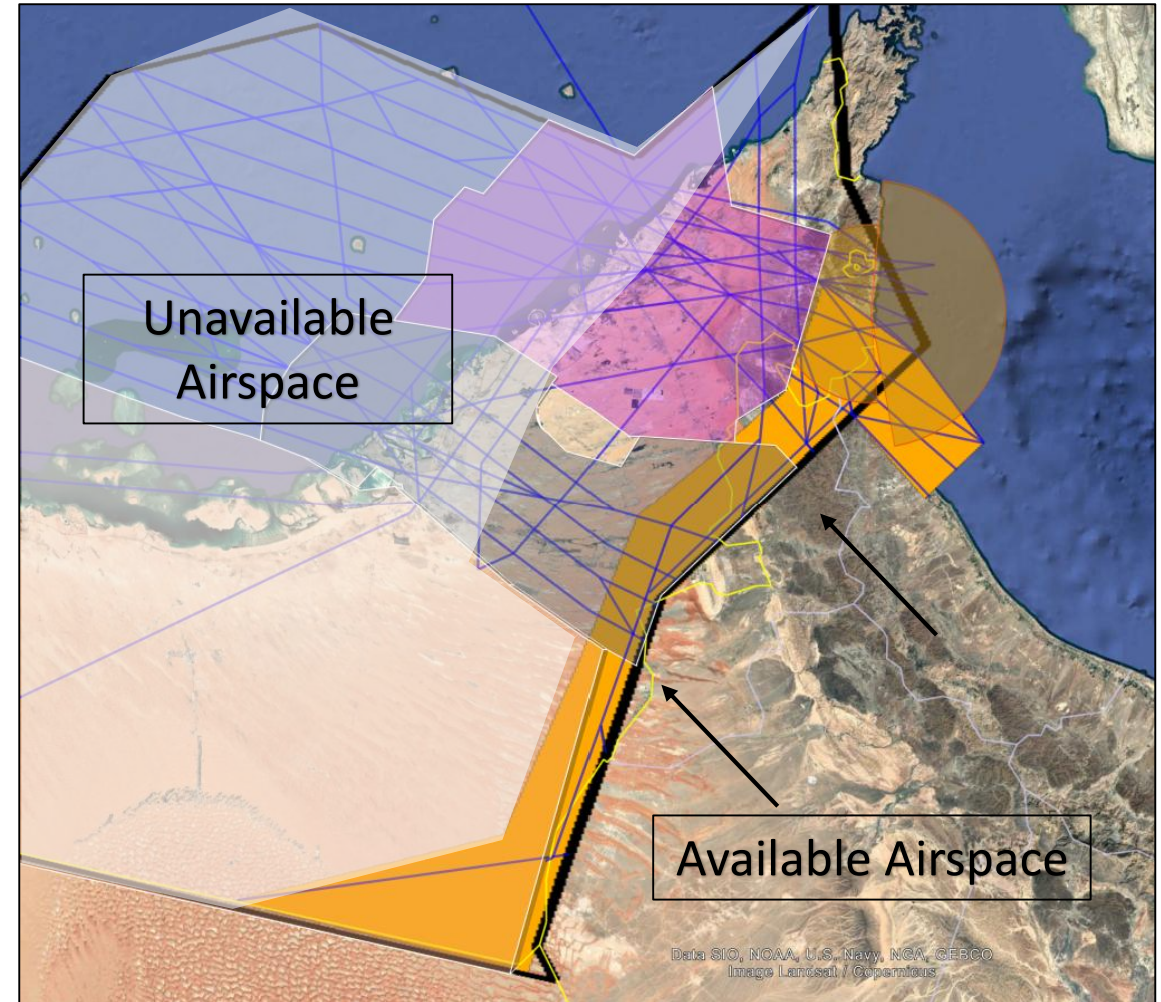 Unavailable
Airspace
Available Airspace
Data SIO, NOAA, U.S. Navy, NGA, GEBCO
Image Landsat / Copernicus